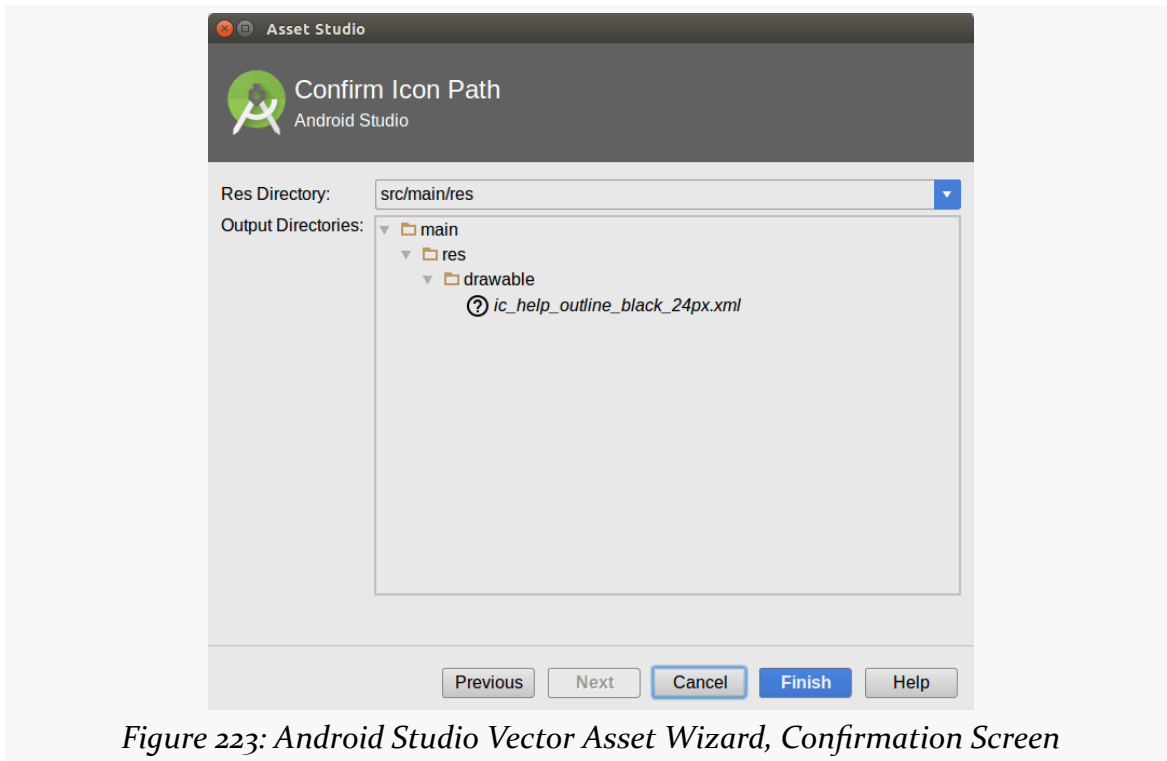 Asset Studio
Confirm Icon Path
Android Studio
Res Directory: src/main/res
Output Directories: main
res
drawable
ic_help_outline_black_24px.xml
Previous Next Cancel Finish Help
Figure 223: Android Studio Vector Asset Wizard, Confirmation Screen